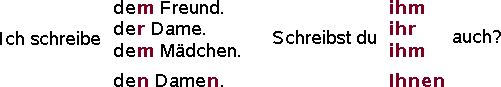 dem Freund. ihm
Ich schreibe der Dame. Schreibst du ihr auch?
dem Mädchen. ihm
den Damen. Ihnen